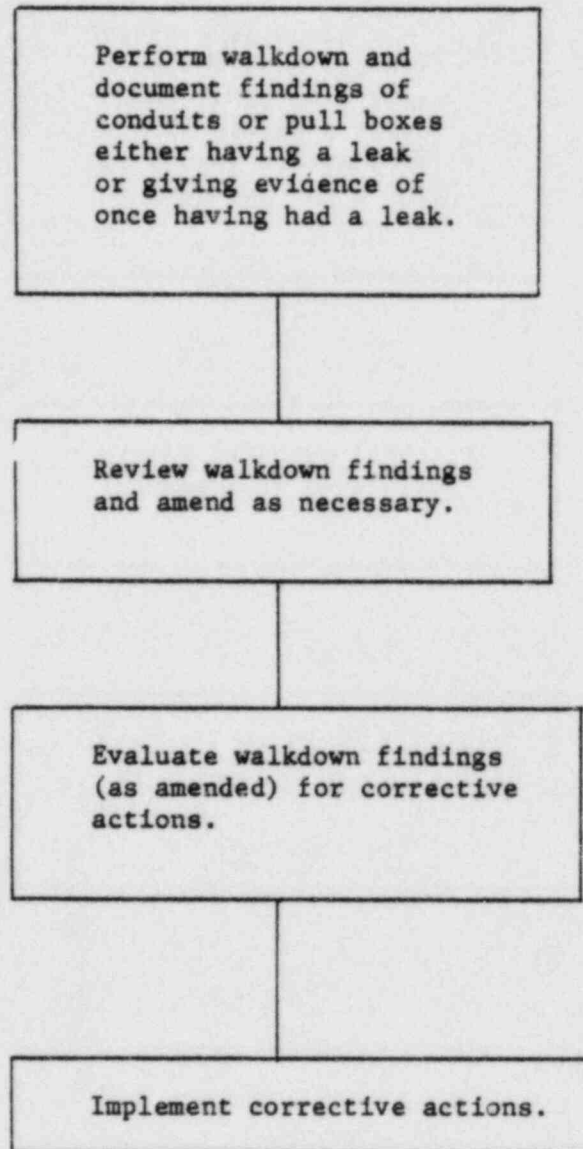 Perform walkdown and
document findings of
conduits or pull boxes
either having a leak
or giving evidence of
once having had a leak.
Review walkdown findings
and amend as necessary.
Evaluate walkdown findings
(as amended) for corrective
actions.
Implement corrective actions.